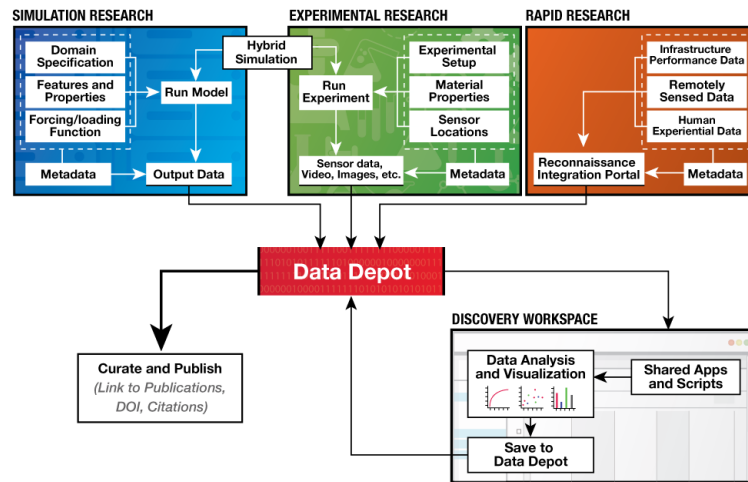 SIMULATION RESEARCH
Domain
Specification
Features and
Properties
Forcing/loading
Function
Metadata
Run Model
Output Data
Hybrid
Simulation
EXPERIMENTAL RESEARCH
Run
Experiment
Experimental
Setup
Material
Properties
Sensor
Locations
Sensor data,
Video, Images, etc.
Metadata
RAPID RESEARCH
Infrastructure
Performance Data
Remotely
Sensed Data
Human
Experiential Data
Reconnaissance
Integration Portal
Metadata
Data Depot
Curate and Publish
(Link to Publications,
DOI, Citations)
DISCOVERY WORKSPACE
Data Analysis
and Visualization
Shared Apps
and Scripts
Save to
Data Depot